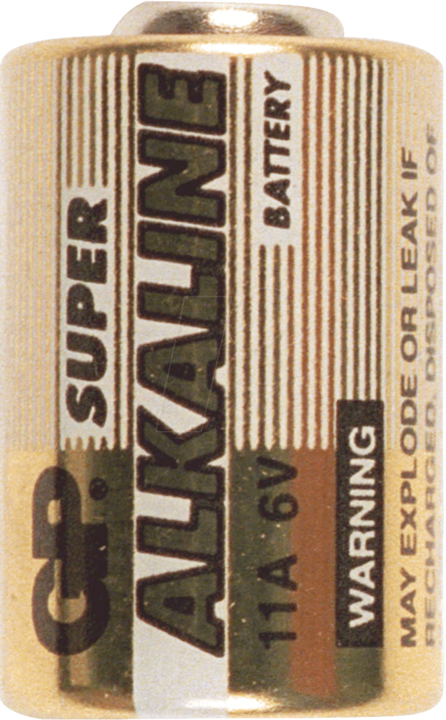 GP® SUPER
ALKALINE
BATTERY
11A 6V
WARNING
MAY EXPLODE OR LEAK IF
RECHARGED, DISPOSED OF